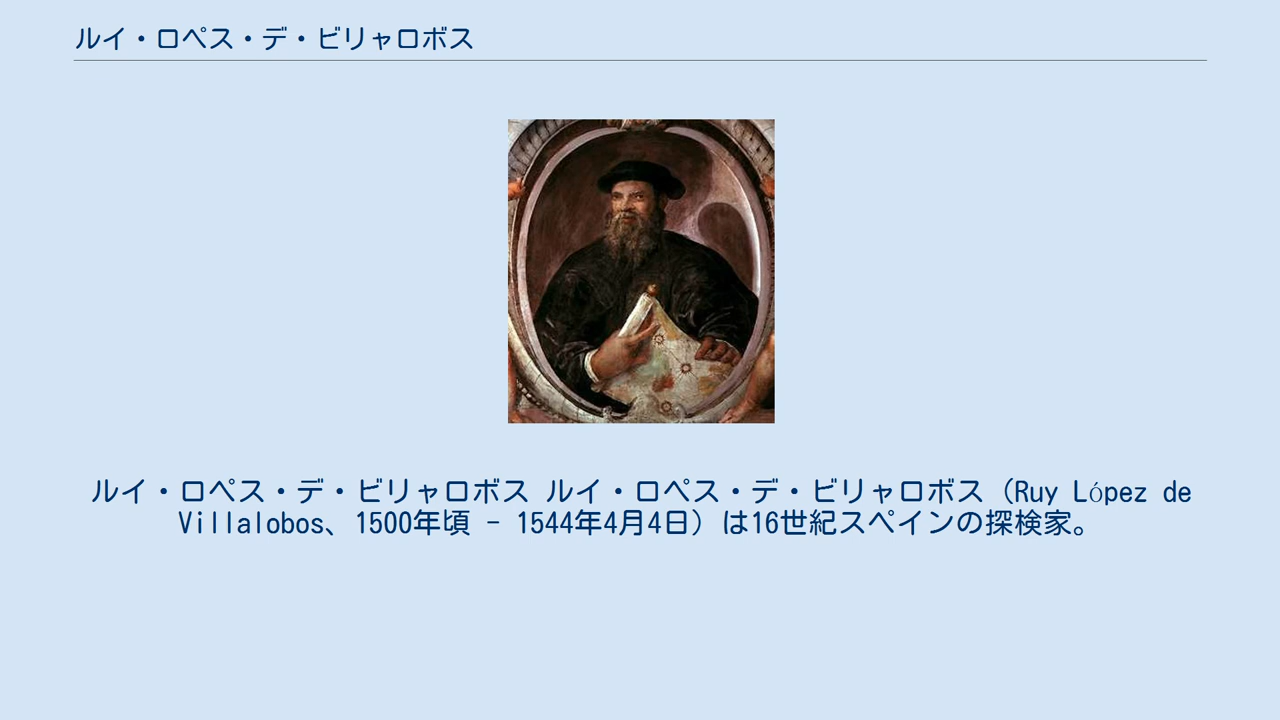 ルイ・ロペス・デ・ビリャロボス
ルイ・ロペス・デ・ビリャロボス ルイ・ロペス・デ・ビリャロボス（Ruy López de
Villalobos、1500年頃 - 1544年4月4日）は16世紀スペインの探検家。